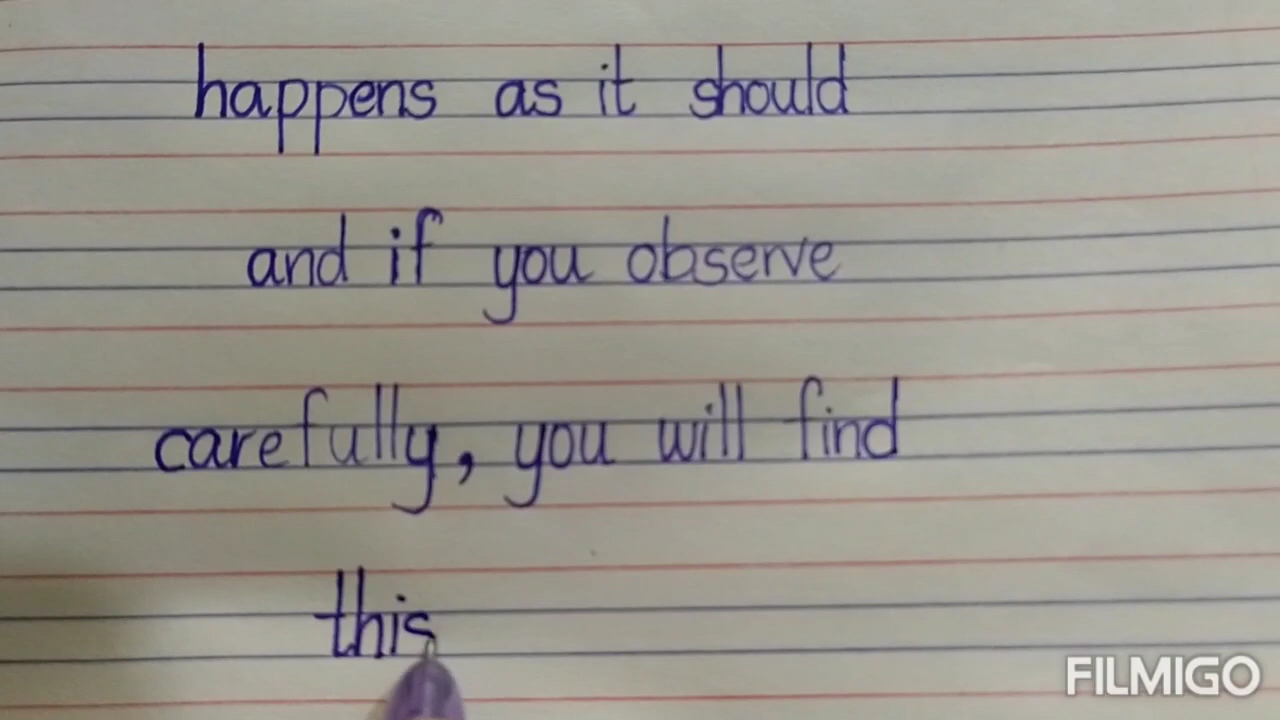 happens as it should
and if you observe
carefully, you will find
this
FILMIGO